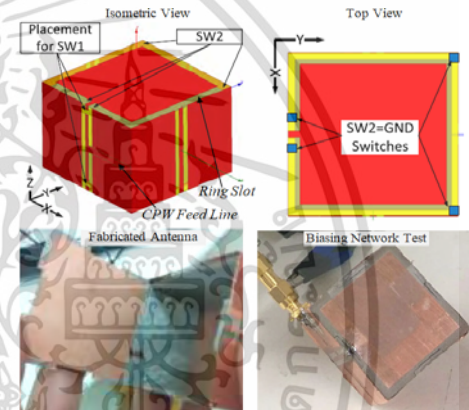 Isometric View
Top View
Placement
for SW1
SW2
Y
X
SW2=GND
Switches
Z
Y
X
Ring Slot
CPW Feed Line
Fabricated Antenna
Biasing Network Test